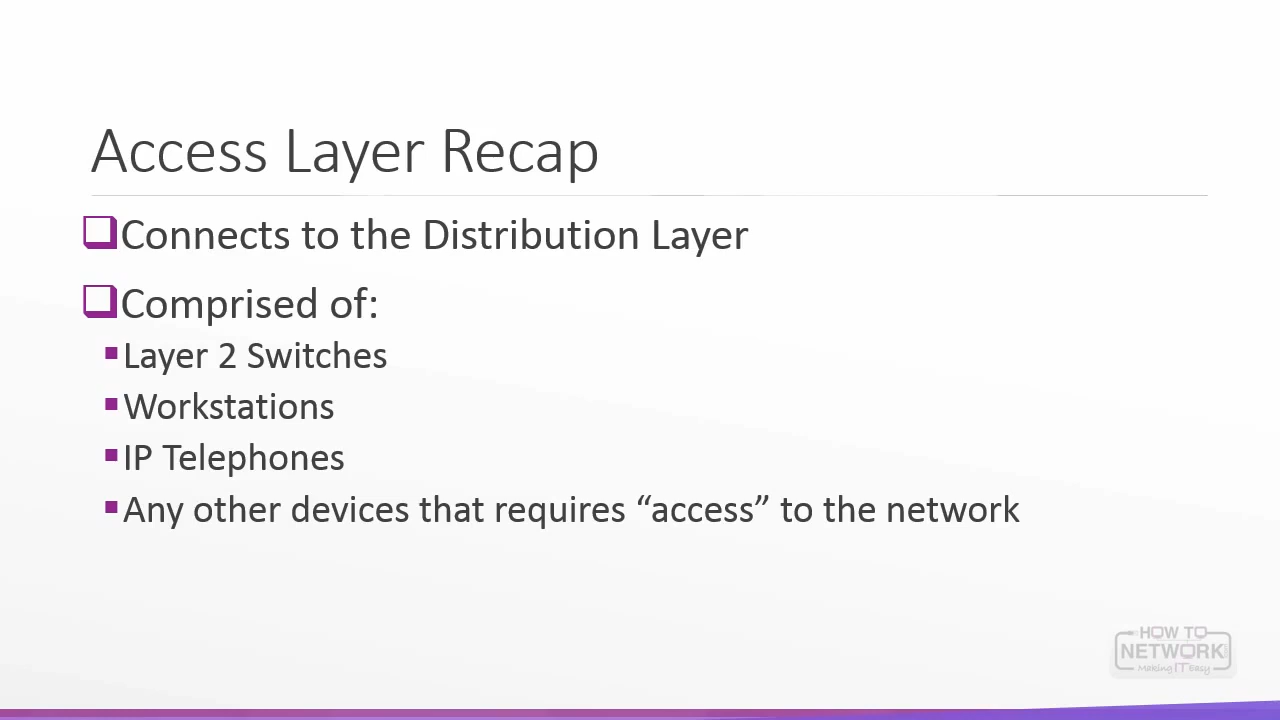 Access Layer Recap
Connects to the Distribution Layer
Comprised of:
Layer 2 Switches
Workstations
IP Telephones
Any other devices that requires “access” to the network
HOW TO
NETWORK
Making IT Easy